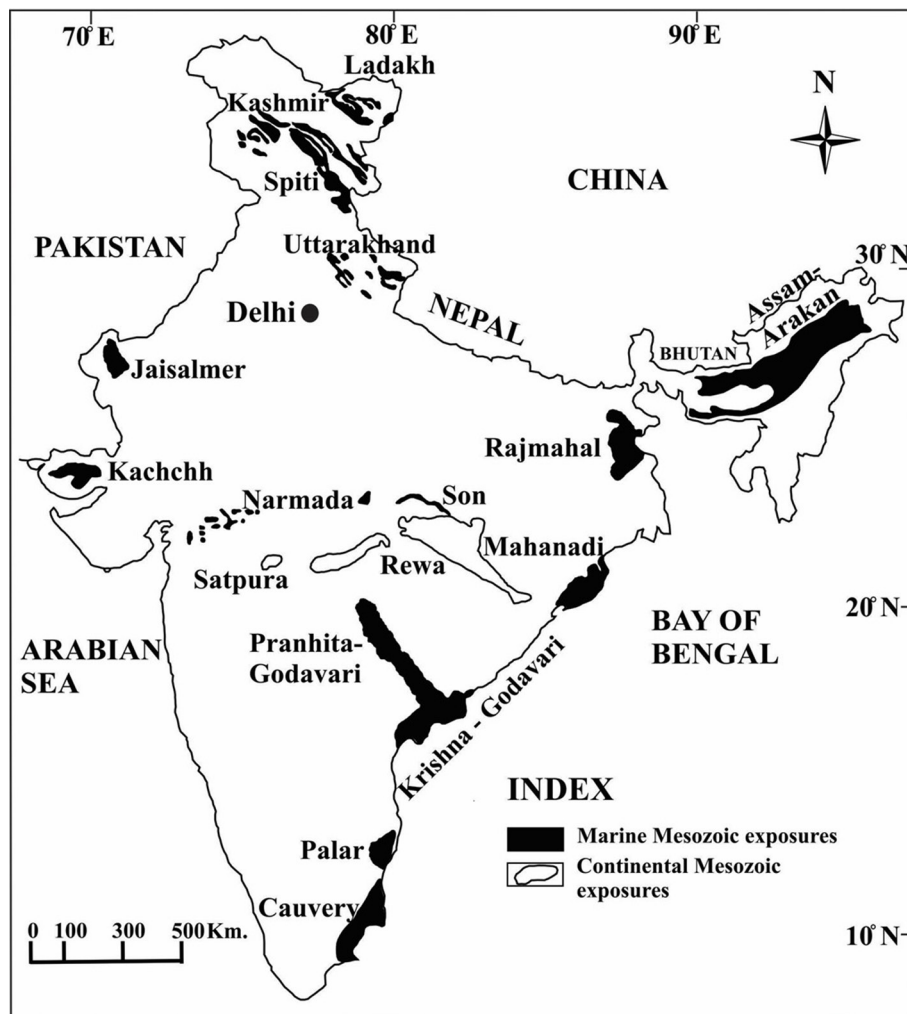 70°E
80°E
90°E
Ladakh
N
Kashmir
CHINA
Spiti
PAKISTAN
Uttarakhand
30°N
Assam-
Arakan
Delhi
NEPAL
BHUTAN
Jaisalmer
Rajmahal
Kachchh
Narmada
Son
Mahanadi
Satpura
Rewa
20°N
ARABIAN
SEA
Pranhita-
Godavari
BAY OF
BENGAL
Krishna - Godavari
INDEX
Marine Mesozoic exposures
Continental Mesozoic
exposures
Palar
Cauvery
0 100 300 500 Km.
10°N